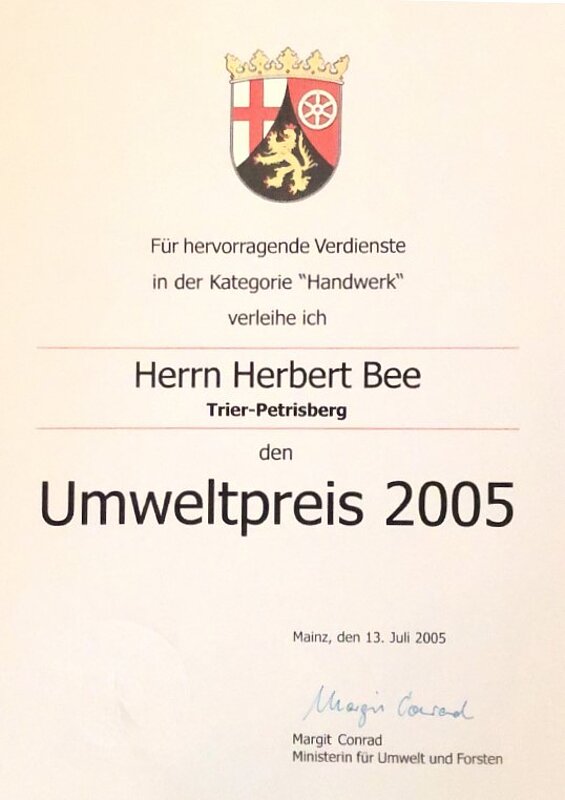 Für hervorragende Verdienste
in der Kategorie "Handwerk"
verleihe ich
Herrn Herbert Bee
Trier-Petrisberg
den
Umweltpreis 2005
Mainz, den 13. Juli 2005
Margit Conrad
Margit Conrad
Ministerin für Umwelt und Forsten